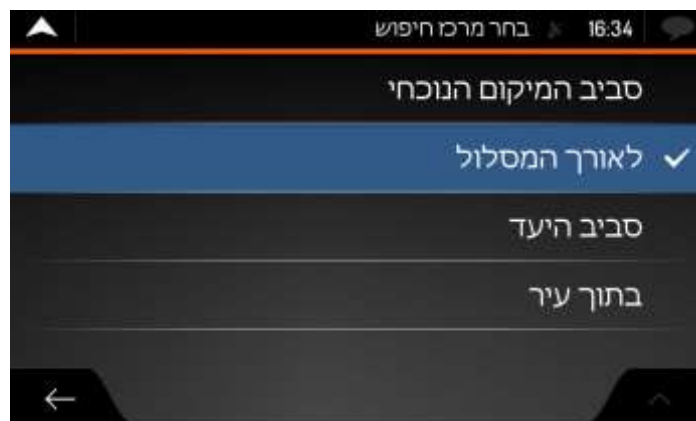 בחר מרכז חיפוש 16:34
סביב המיקום הנוכחי
לאורך המסלול
סביב היעד
בתוך עיר